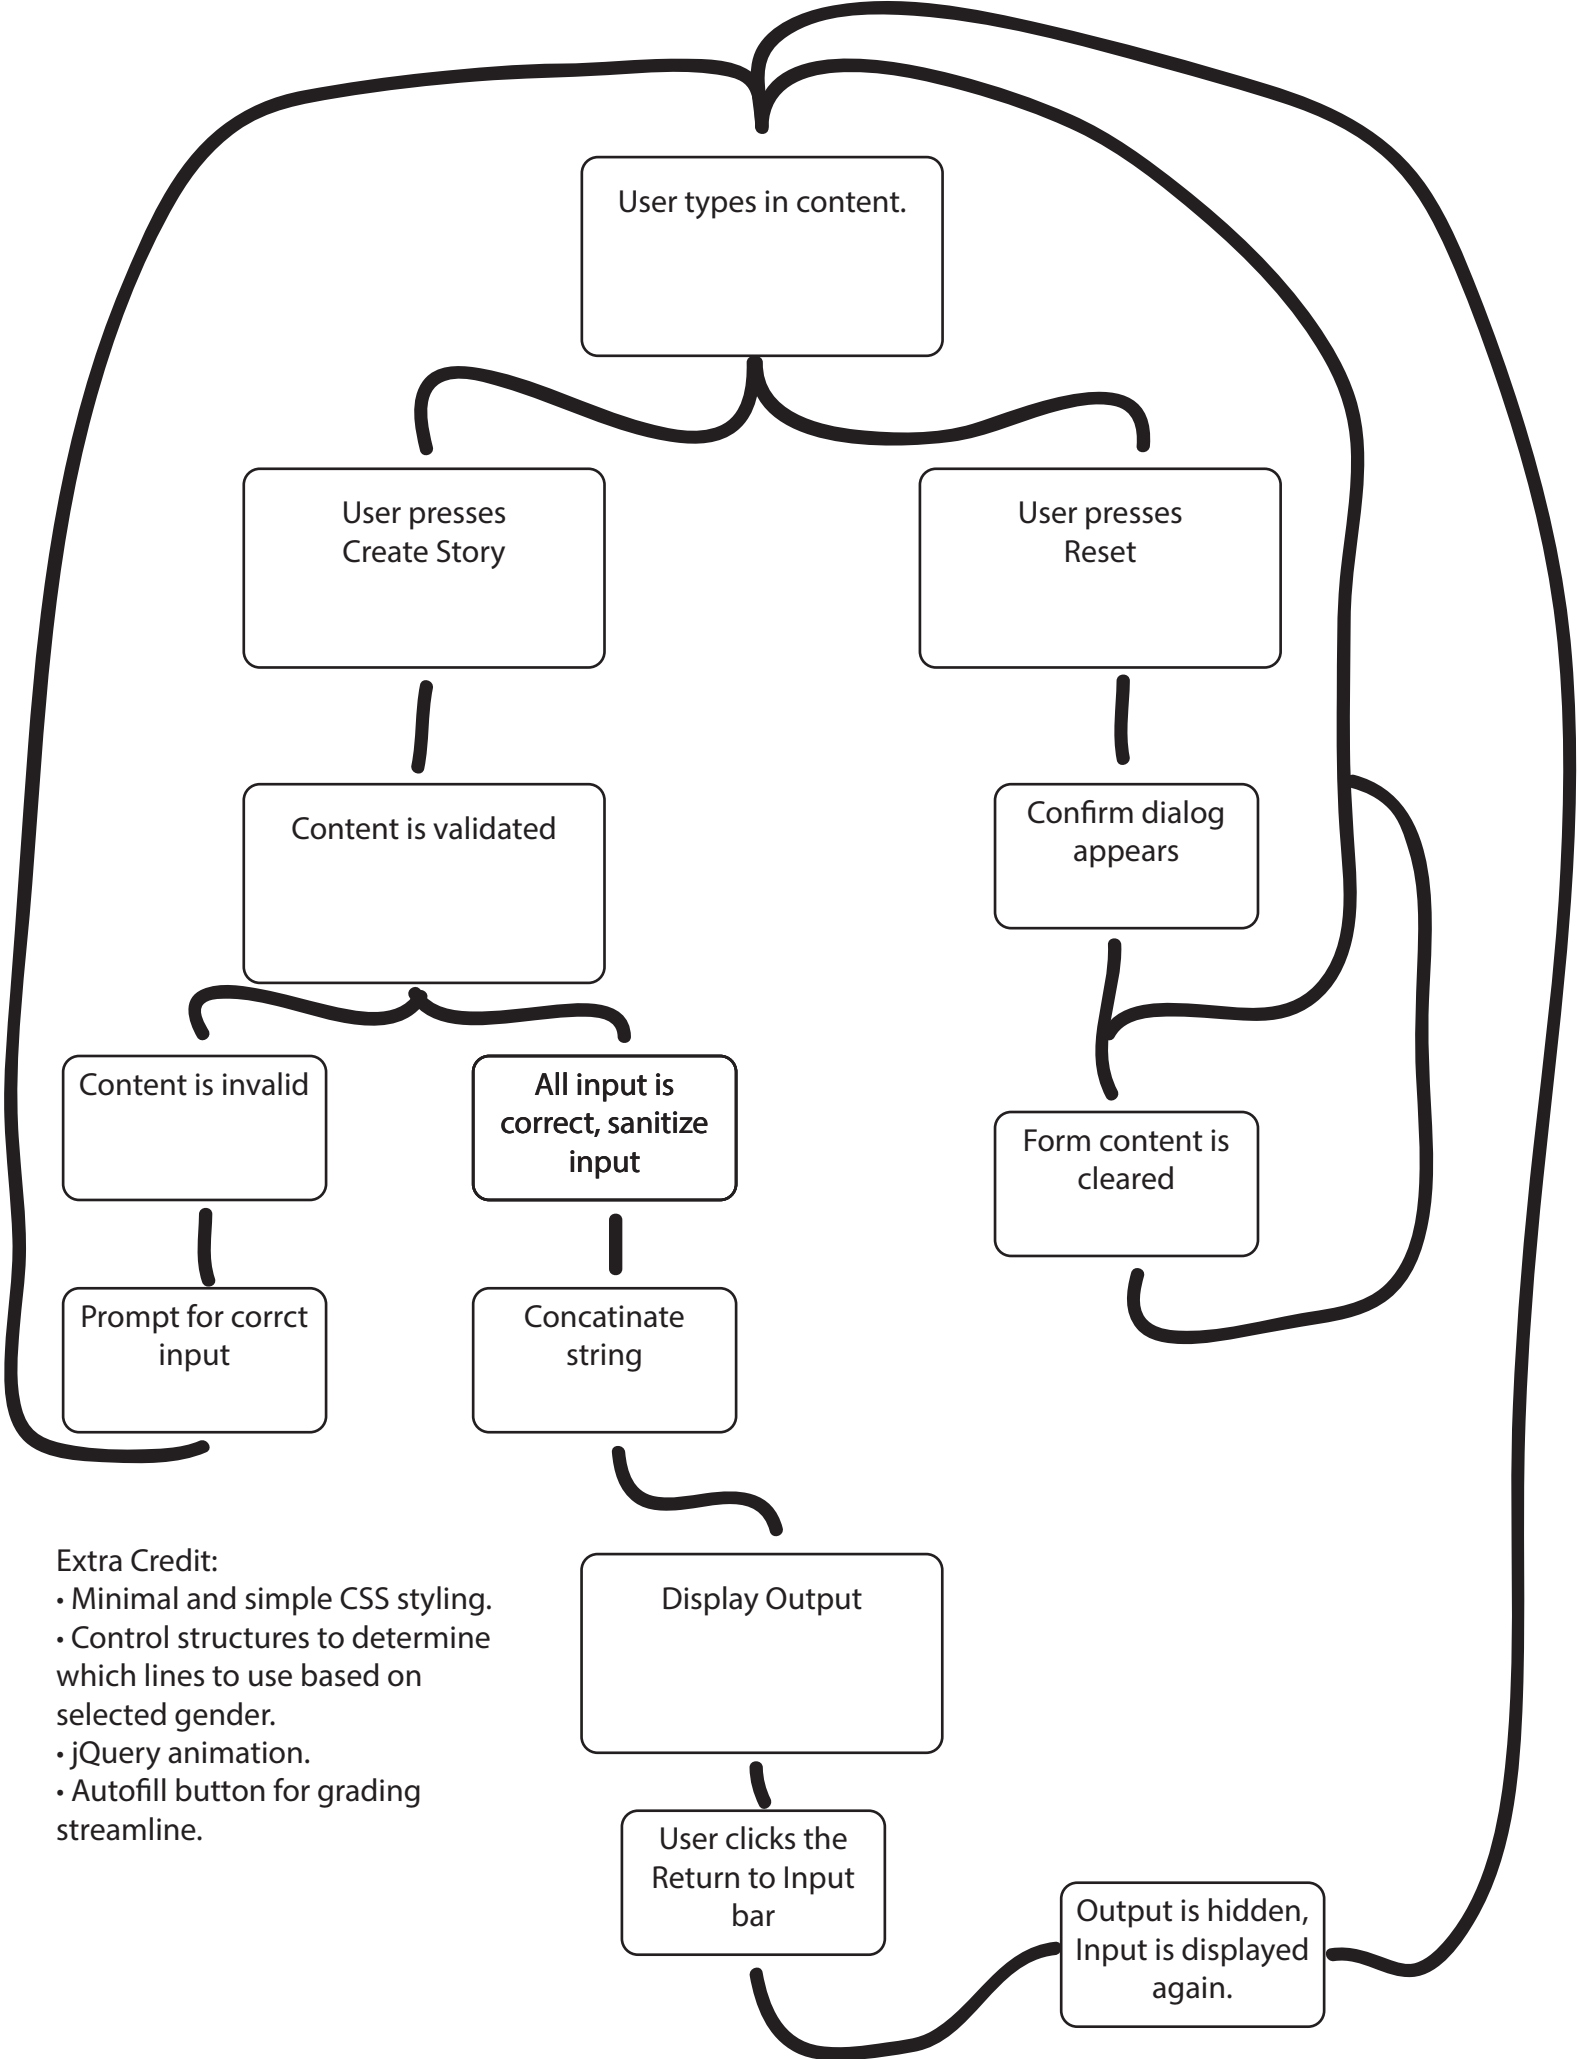 User types in content.
User presses
Create Story
User presses
Reset
Content is validated
Confirm dialog
appears
Content is invalid
All input is
correct, sanitize
input
Form content is
cleared
Prompt for corrct
input
Concatinate
string
Extra Credit:
• Minimal and simple CSS styling.
• Control structures to determine
which lines to use based on
selected gender.
• jQuery animation.
• Autofill button for grading
streamline.
Display Output
User clicks the
Return to Input
bar
Output is hidden,
Input is displayed
again.